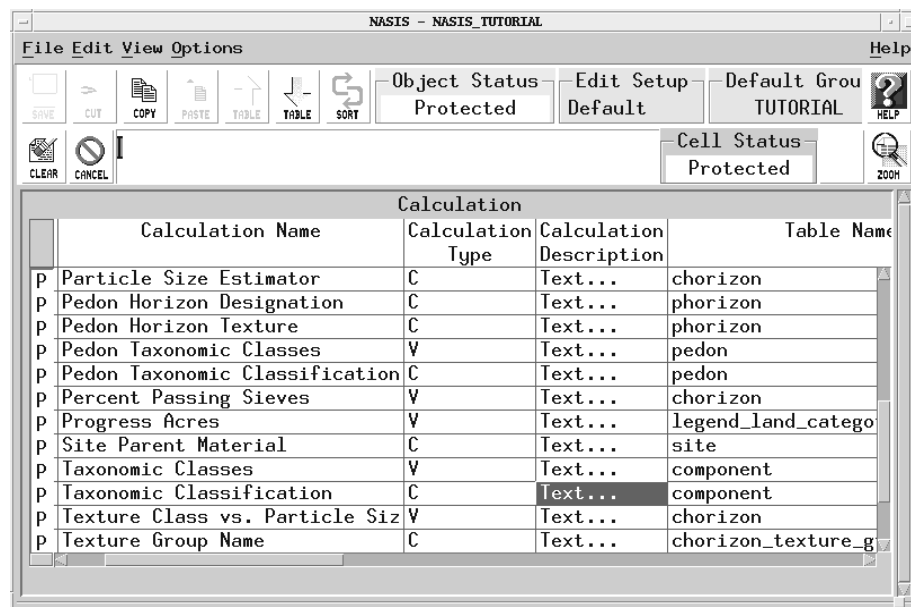 NASIS - NASIS_TUTORIAL
File Edit View Options Help
SAVE CUT COPY PASTE TABLE TABLE SORT
Object Status Edit Setup Default Grou
Protected Default TUTORIAL
HELP
CLEAR CANCEL
Cell Status
Protected
ZOOM
Calculation
Calculation Name Calculation Type Calculation Description Table Name
P Particle Size Estimator C Text... chorizon
P Pedon Horizon Designation C Text... phorizon
P Pedon Horizon Texture C Text... phorizon
P Pedon Taxonomic Classes V Text... pedon
P Pedon Taxonomic Classification C Text... pedon
P Percent Passing Sieves V Text... chorizon
P Progress Acres V Text... legend_land_catego
P Site Parent Material C Text... site
P Taxonomic Classes V Text... component
P Taxonomic Classification C Text... component
P Texture Class vs. Particle Siz V Text... chorizon
P Texture Group Name C Text... chorizon_texture_g